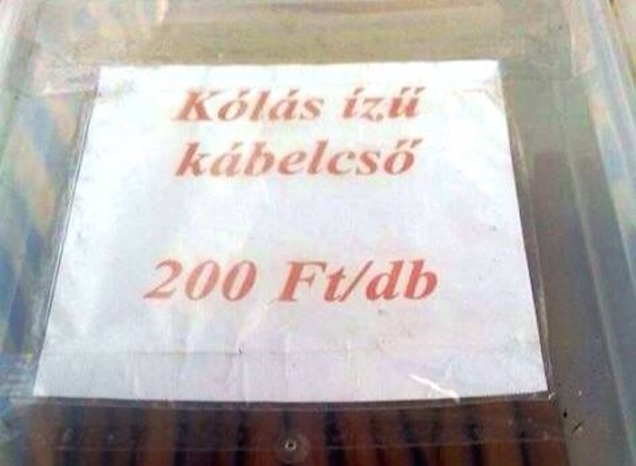 Kólás ízű
kábelcső
200 Ft/db